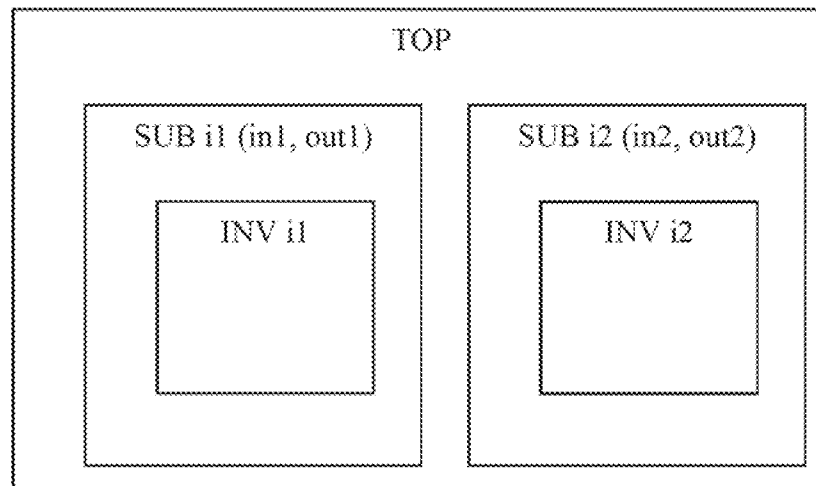 TOP
SUB i1 (in1, out1)
SUB i2 (in2, out2)
INV i1
INV i2